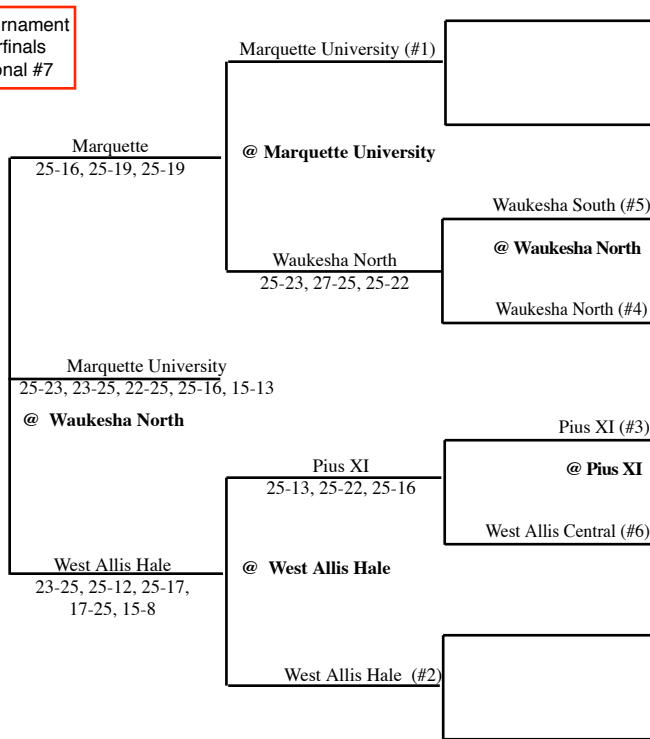 Marquette University (#1)
Marquette
25-16, 25-19, 25-19
@ Marquette University
Waukesha South (#5)
@ Waukesha North
Waukesha North
25-23, 27-25, 25-22
Waukesha North (#4)
Marquette University
25-23, 23-25, 22-25, 25-16, 15-13
@ Waukesha North
Pius XI (#3)
Pius XI
25-13, 25-22, 25-16
@ Pius XI
West Allis Central (#6)
West Allis Hale
23-25, 25-12, 25-17,
17-25, 15-8
@ West Allis Hale
West Allis Hale (#2)
#7